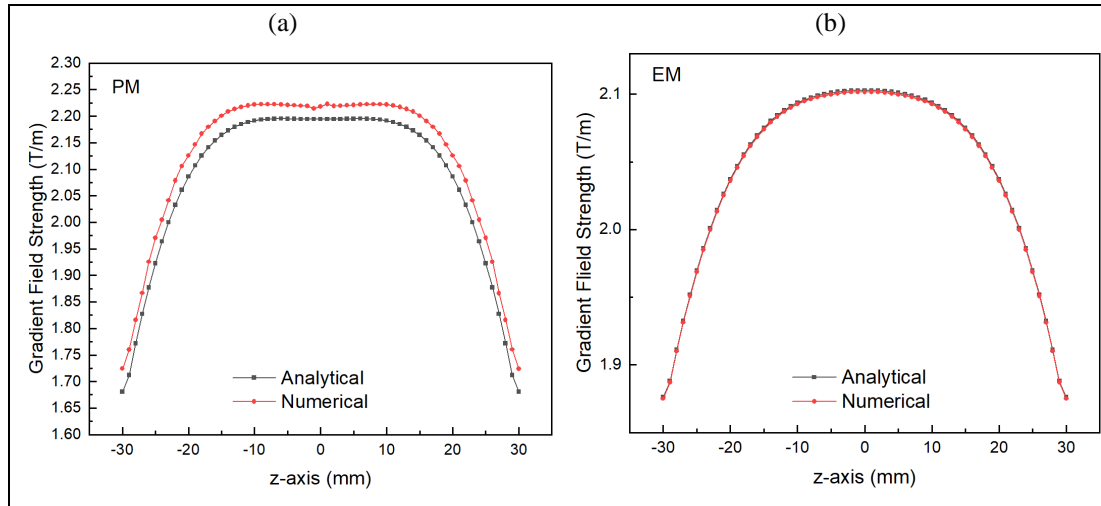 (a)
(b)
PM
Gradient Field Strength (T/m)
2.30
2.25
2.20
2.15
2.10
2.05
2.00
1.95
1.90
1.85
1.80
1.75
1.70
1.65
1.60
Analytical
Numerical
-30 -20 -10 0 10 20 30
z-axis (mm)
EM
Gradient Flield Strength (T/m)
2.1
2.0
1.9
Analytical
Numerical
-30 -20 -10 0 10 20 30
z-axis (mm)